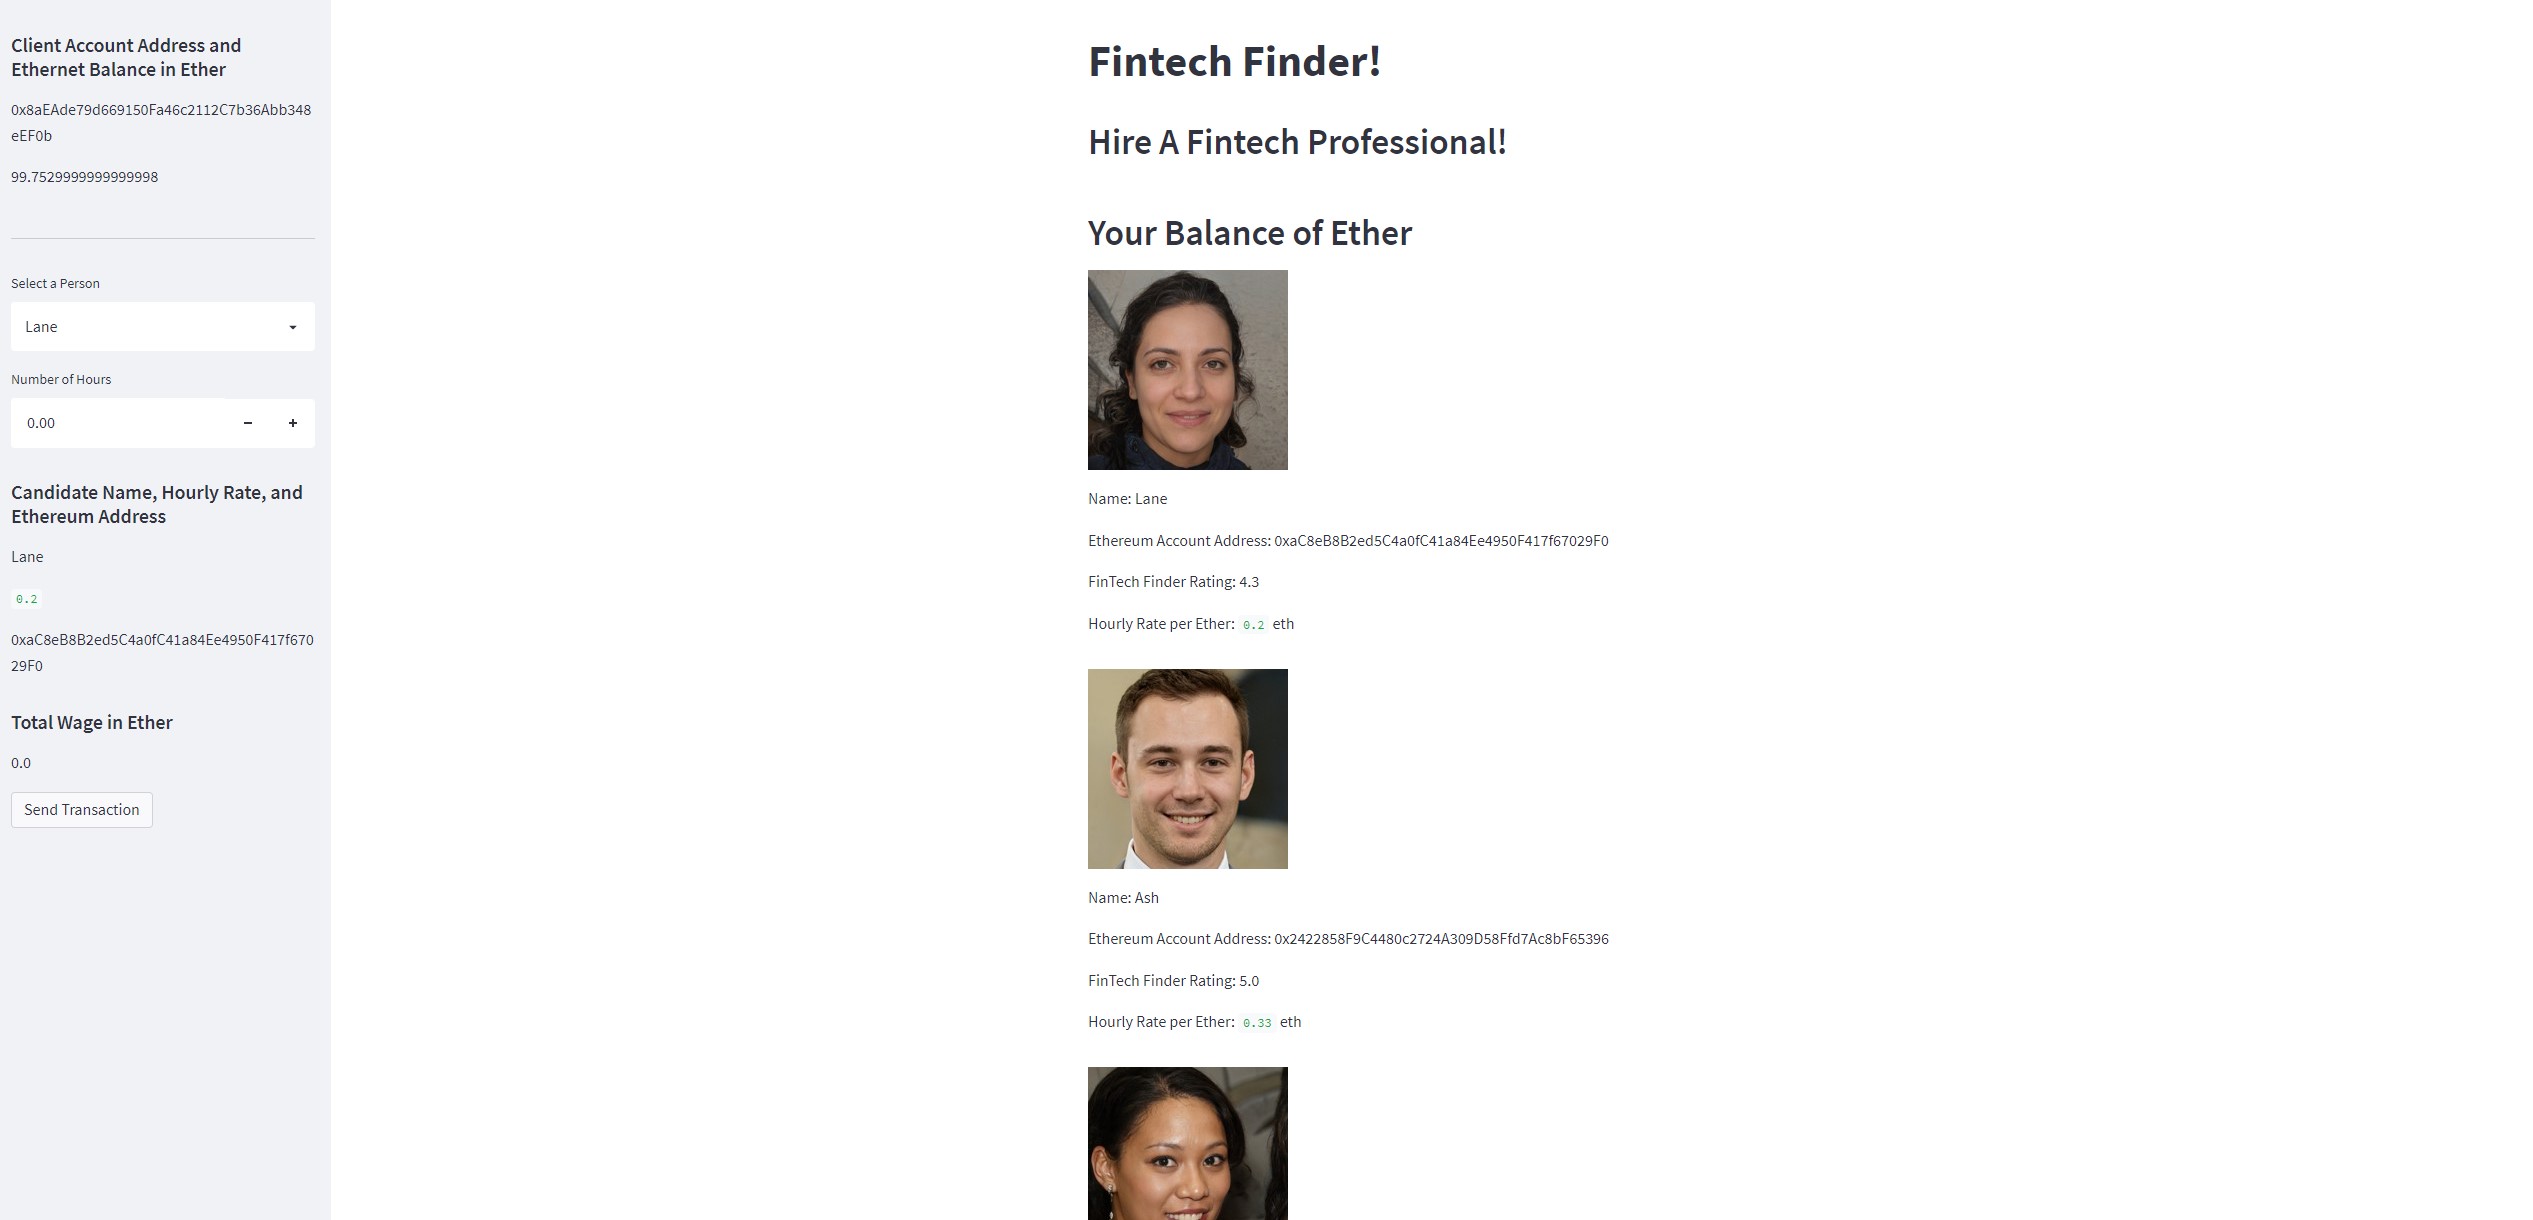 Client Account Address and
Ethernet Balance in Ether
0x8aEAde79d669150Fa46c2112C7b36Abb348
eEF0b
99.7529999999999998
Select a Person
Lane
Number of Hours
0.00
Candidate Name, Hourly Rate, and
Ethereum Address
Lane
0.2
0xaC8eB8B2ed5C4a0fC41a84Ee4950F417f670
29F0
Total Wage in Ether
0.0
Send Transaction
Fintech Finder!
Hire A Fintech Professional!
Your Balance of Ether
Name: Lane
Ethereum Account Address: 0xaC8eB8B2ed5C4a0fC41a84Ee4950F417f67029F0
FinTech Finder Rating: 4.3
Hourly Rate per Ether: 0.2 eth
Name: Ash
Ethereum Account Address: 0x2422858F9C4480c2724A309D58Ffd7Ac8bF65396
FinTech Finder Rating: 5.0
Hourly Rate per Ether: 0.33 eth